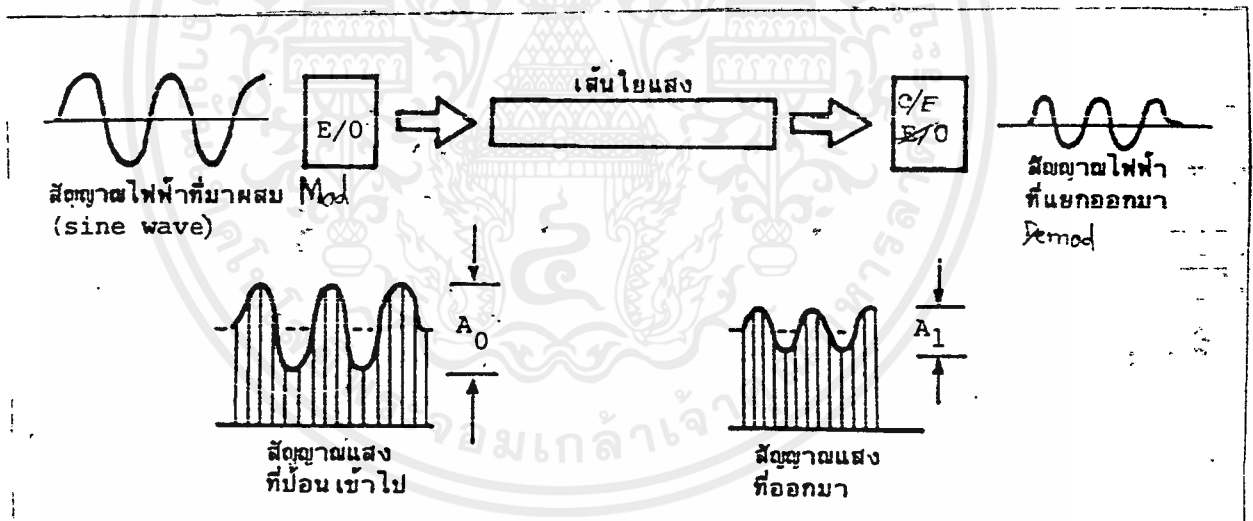 เส้นใยแสง
E/O
C/E
E/O
สัญญาณไฟฟ้าที่มาผสม Mod
(sine wave)
สัญญาณไฟฟ้า
ที่แยกออกมา
Demod
A0
A1
สัญญาณแสง
ที่ป้อนเข้าไป
สัญญาณแสง
ที่ออกมา